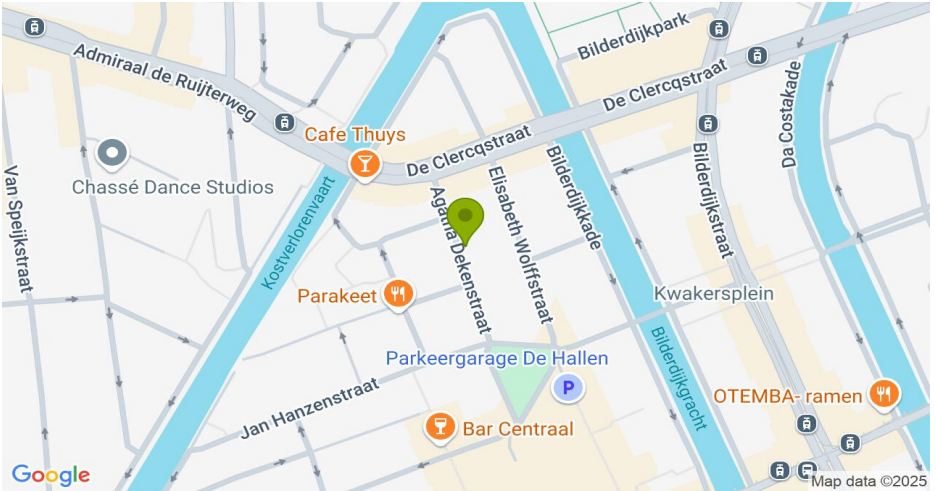 Bilderdijkpark
Admiraal de Ruijterweg
De Clercqstraat
Da Costakade
Cafe Thuys
De Clercqstraat
Chassé Dance Studios
Van Speijkstraat
Kostverlorenvaart
Agatha Dekenstraat
Elisabeth Wolffstraat
Bilderdijkkade
Bilderdijkstraat
Parakeet
Kwakersplein
Parkeergarage De Hallen
P
Bilderdijkgracht
Jan Hanzenstraat
OTEMBA- ramen
Bar Centraal
Google
Map data ©2025